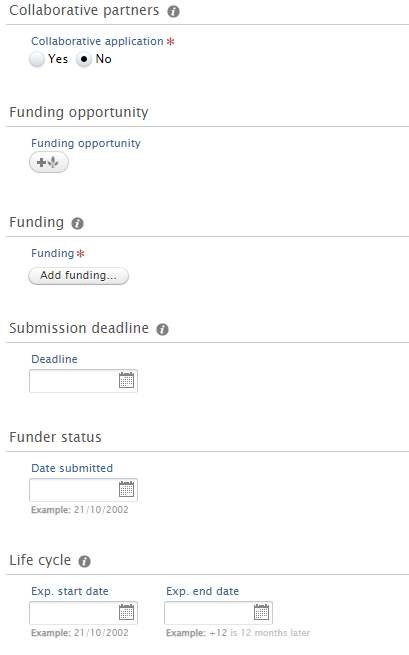 Collaborative partners
Collaborative application *
Yes No
Funding opportunity
Funding opportunity
Funding
Funding *
Add funding...
Submission deadline
Deadline
Funder status
Date submitted
Example: 21/10/2002
Life cycle
Exp. start date Exp. end date
Example: 21/10/2002 Example: +12 is 12 months later